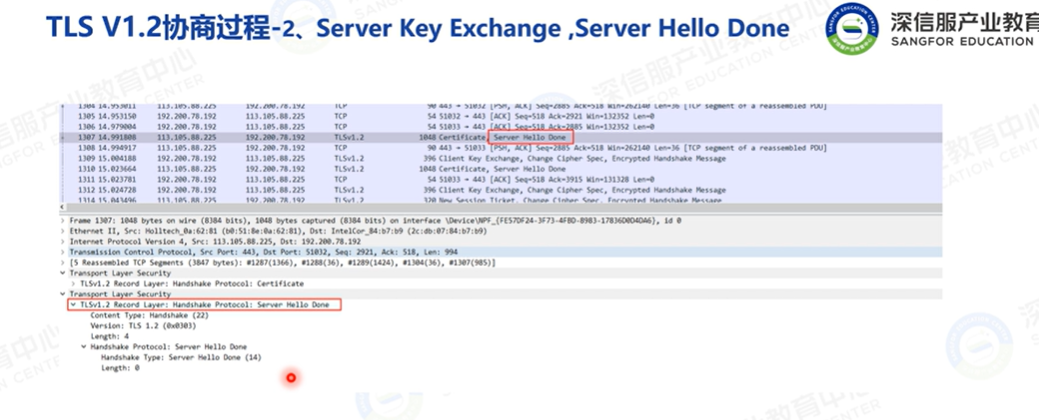 TLS V1.2协商过程-2、Server Key Exchange ,Server Hello Done
深信服产业教育
SANGFOR EDUCATION
1304 14.953011 113.105.88.225 192.200.78.192 TCP 90 443 → 51032 [PSH, ACK] Seq=2885 Ack=518 Win=262140 Len=36 [TCP segment of a reassembled PDU]
1305 14.953150 192.200.78.192 113.105.88.225 TCP 54 51032 → 443 [ACK] Seq=518 Ack=2921 Win=132352 Len=0
1306 14.979004 192.200.78.192 113.105.88.225 TCP 54 51033 → 443 [ACK] Seq=518 Ack=2885 Win=132352 Len=0
1307 14.991808 113.105.88.225 192.200.78.192 TLSv1.2 1048 Certificate, Server Hello Done
1308 14.994917 113.105.88.225 192.200.78.192 TCP 90 443 → 51033 [PSH, ACK] Seq=2885 Ack=518 Win=262140 Len=36 [TCP segment of a reassembled PDU]
1309 15.004188 192.200.78.192 113.105.88.225 TLSv1.2 396 Client Key Exchange, Change Cipher Spec, Encrypted Handshake Message
1310 15.023664 113.105.88.225 192.200.78.192 TLSv1.2 1048 Certificate, Server Hello Done
1311 15.023781 192.200.78.192 113.105.88.225 TCP 54 51033 → 443 [ACK] Seq=518 Ack=3915 Win=131328 Len=0
1312 15.024728 192.200.78.192 113.105.88.225 TLSv1.2 396 Client Key Exchange, Change Cipher Spec, Encrypted Handshake Message
1314 15.043496 113.105.88.225 192.200.78.192 TLSv1.2 320 New Session Ticket, Change Cipher Spec, Encrypted Handshake Message
Frame 1307: 1048 bytes on wire (8384 bits), 1048 bytes captured (8384 bits) on interface \Device\NPF_{FE57DF24-3F73-4FBD-8983-17836D0D4DA6}, id 0
Ethernet II, Src: Holltech_0a:62:81 (b0:51:8e:0a:62:81), Dst: IntelCor_84:b7:b9 (2c:db:07:84:b7:b9)
Internet Protocol Version 4, Src: 113.105.88.225, Dst: 192.200.78.192
Transmission Control Protocol, Src Port: 443, Dst Port: 51032, Seq: 2921, Ack: 518, Len: 994
[5 Reassembled TCP Segments (3847 bytes): #1287(1366), #1288(36), #1289(1424), #1304(36), #1307(985)]
Transport Layer Security
TLSv1.2 Record Layer: Handshake Protocol: Certificate
Transport Layer Security
TLSv1.2 Record Layer: Handshake Protocol: Server Hello Done
Content Type: Handshake (22)
Version: TLS 1.2 (0x0303)
Length: 4
Handshake Protocol: Server Hello Done
Handshake Type: Server Hello Done (14)
Length: 0